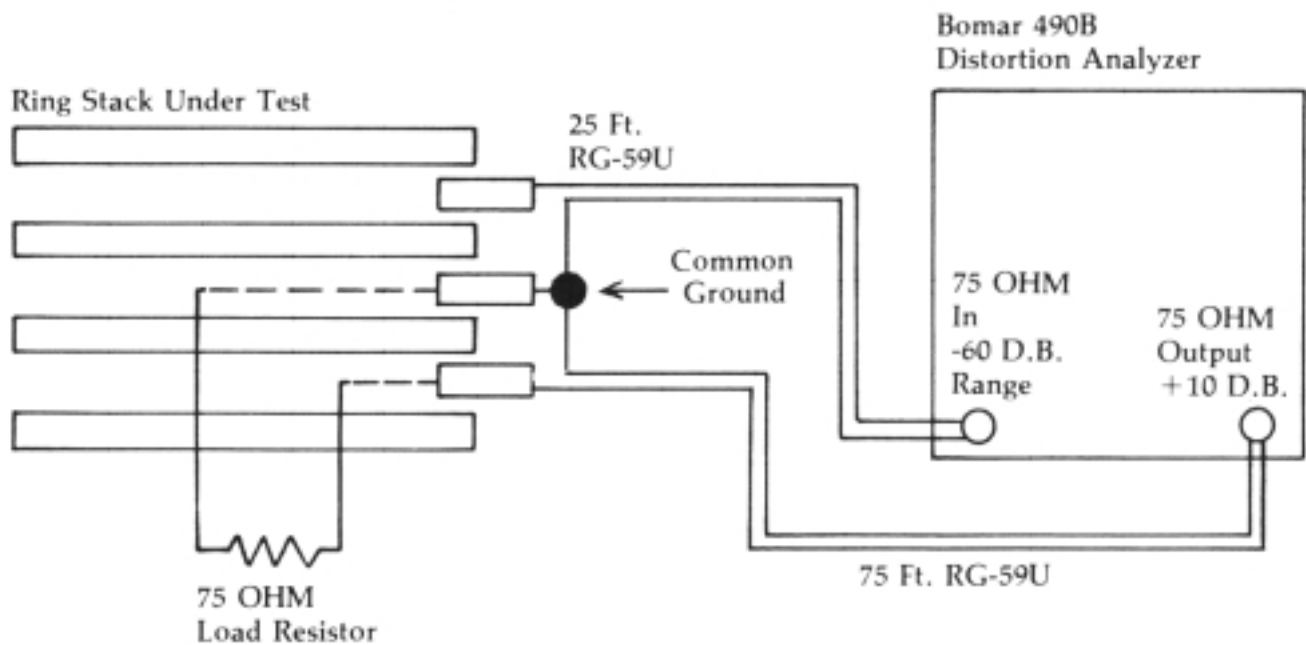 Bomar 490B
Distortion Analyzer
Ring Stack Under Test
25 Ft.
RG-59U
Common
Ground
75 OHM
In
-60 D.B.
Range
75 OHM
Output
+10 D.B.
75 Ft. RG-59U
75 OHM
Load Resistor